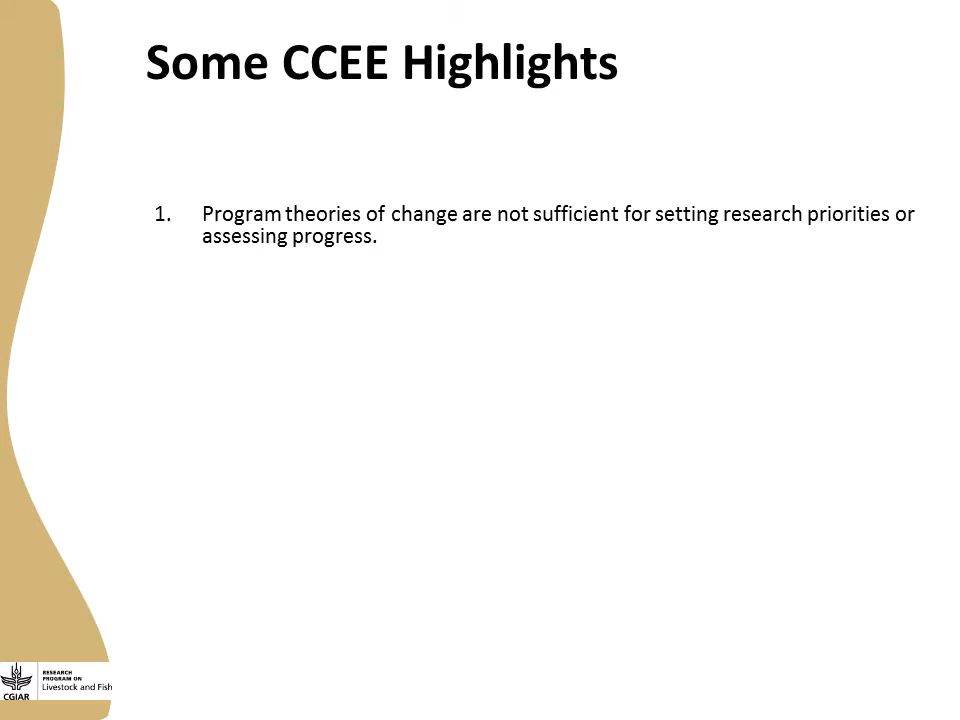 Some CCEE Highlights
1. Program theories of change are not sufficient for setting research priorities or
assessing progress.
RESEARCH
PROGRAM ON
Livestock and Fish
CGIAR